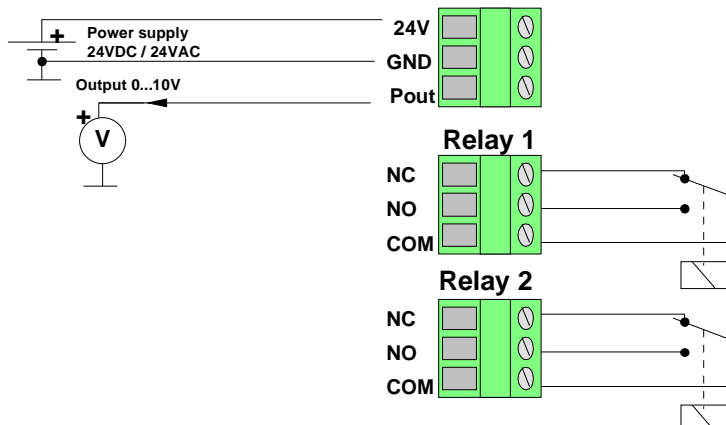 +
Power supply
24VDC / 24VAC
24V
GND
Output 0...10V
Pout
+
V
Relay 1
NC
NO
COM
Relay 2
NC
NO
COM